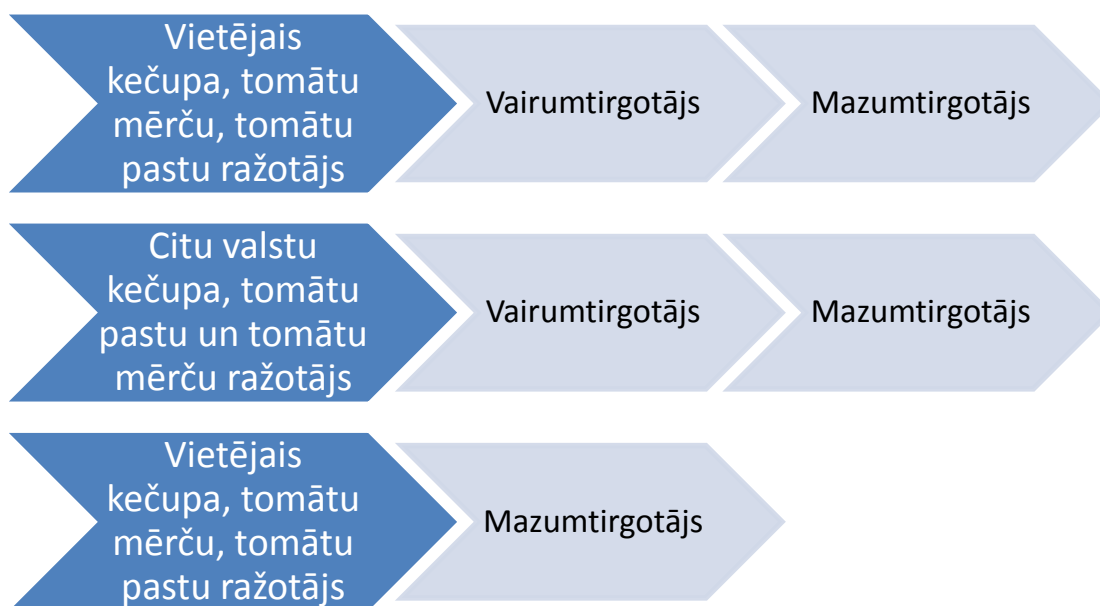 Vietējais
kečupa, tomātu
mērču, tomātu
pastu ražotājs
Vairumtirgotājs
Mazumtirgotājs
Citu valstu
kečupa, tomātu
pastu un tomātu
mērču ražotājs
Vairumtirgotājs
Mazumtirgotājs
Vietējais
kečupa, tomātu
mērču, tomātu
pastu ražotājs
Mazumtirgotājs